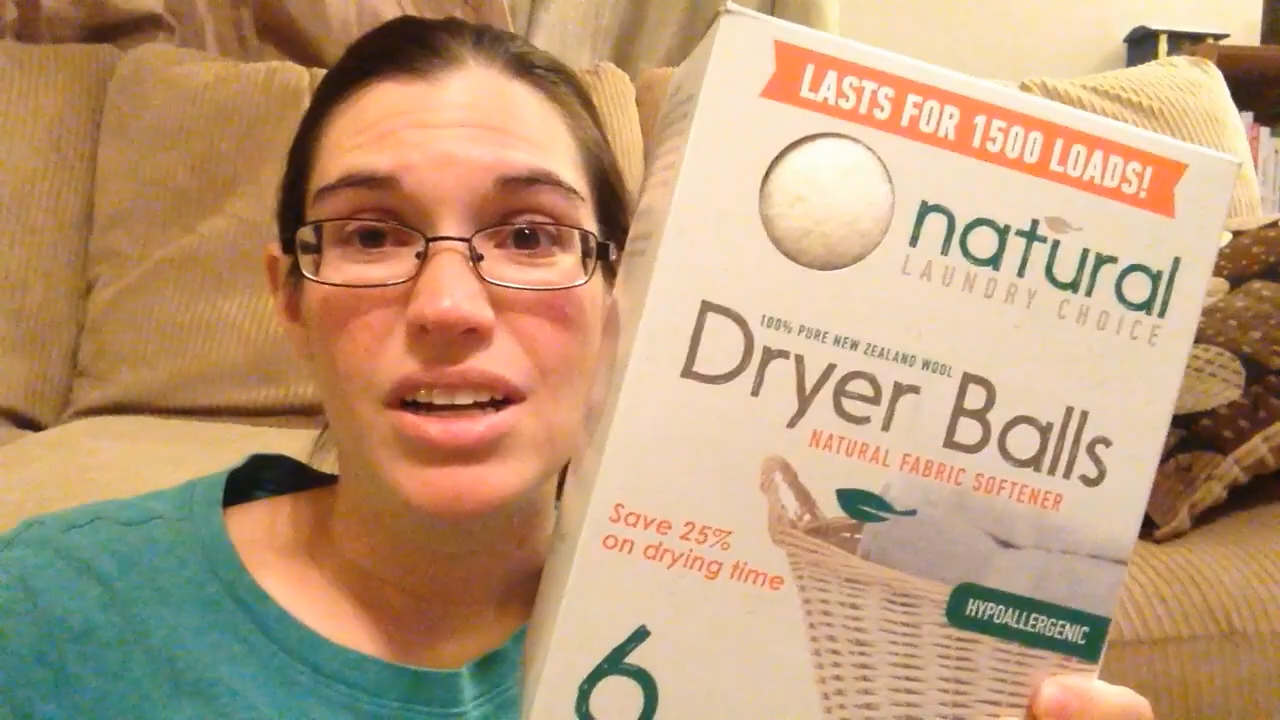 LASTS FOR 1500 LOADS!
natural
LAUNDRY CHOICE
100% PURE NEW ZEALAND WOOL
Dryer Balls
NATURAL FABRIC SOFTENER
Save 25%
on drying time
HYPOALLERGENIC
6